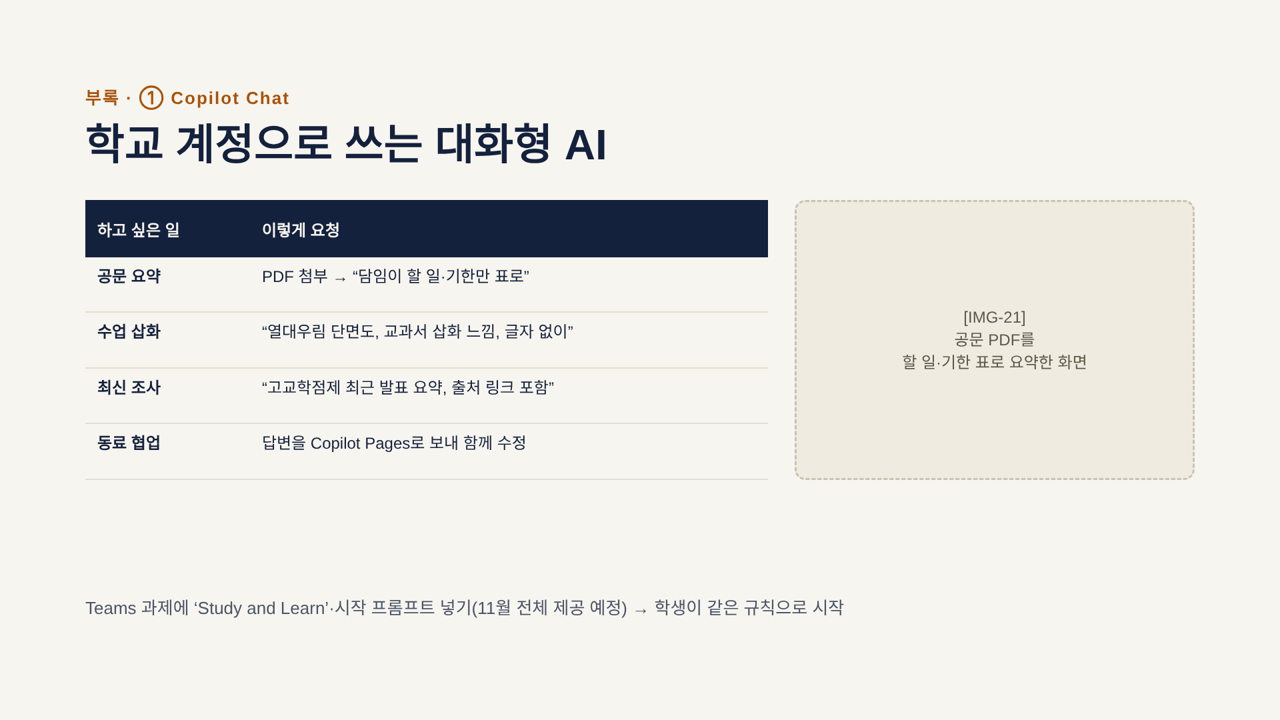 부록 · ① Copilot Chat
학교 계정으로 쓰는 대화형 AI
하고 싶은 일 이렇게 요청
공문 요약 PDF 첨부 → “담임이 할 일·기한만 표로”
수업 삽화 “열대우림 단면도, 교과서 삽화 느낌, 글자 없이”
최신 조사 “고교학점제 최근 발표 요약, 출처 링크 포함”
동료 협업 답변을 Copilot Pages로 보내 함께 수정
[IMG-21]
공문 PDF를
할 일·기한 표로 요약한 화면
Teams 과제에 ‘Study and Learn’·시작 프롬프트 넣기(11월 전체 제공 예정) → 학생이 같은 규칙으로 시작